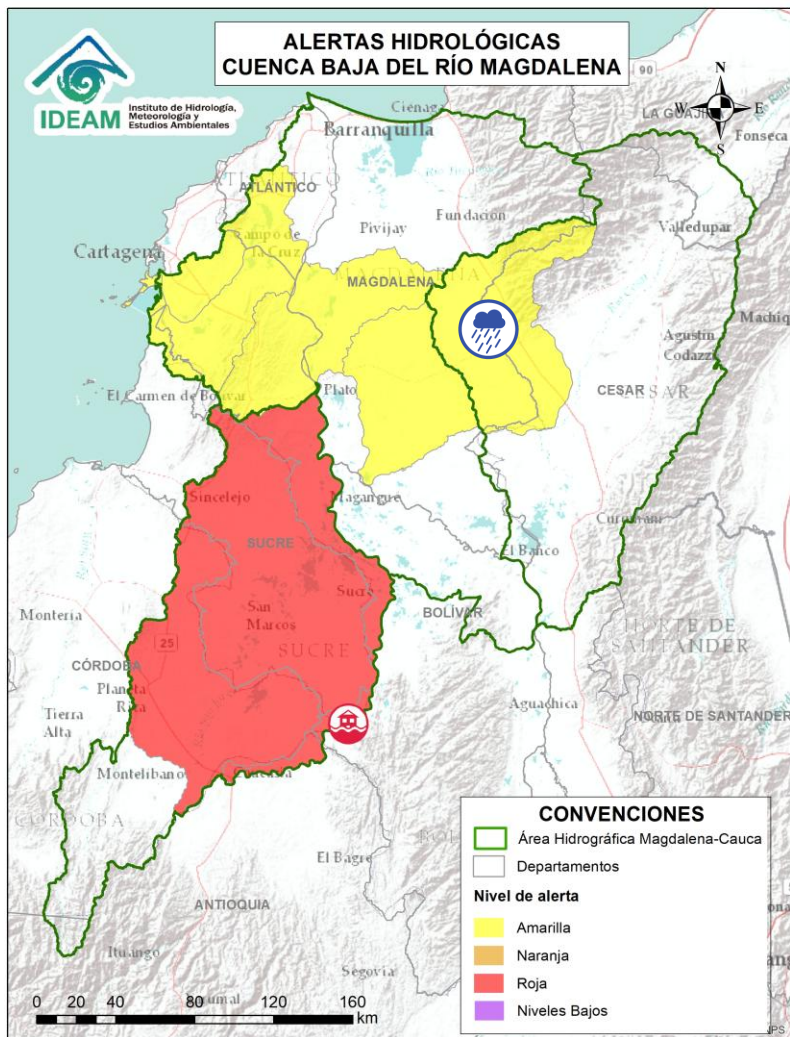 ALERTAS HIDROLÓGICAS
CUENCA BAJA DEL RÍO MAGDALENA
IDEAM
Instituto de Hidrología,
Meteorología y
Estudios Ambientales
N
W
E
S
90
Ciénaga
LA GUAJIRA
Barranquilla
Fonseca
ATLÁNTICO
Fundación
Pivijay
Valledupar
Campo de
la Cruz
Cartagena
MAGDALENA
Machiq
Agustín
Codazzi
El Carmen de Bolívar
Plato
CESAR
CESAR
Sincelejo
Magangué
Curumaní
SUCRE
El Banco
Sucre
BOLÍVAR
San
Marcos
Montería
NORTE DE
SANTANDER
SUCRE
25
CÓRDOBA
Planeta
Rica
Aguachica
Tierra
Alta
NORTE DE SANTANDER
Montelíbano
CÓRDOBA
El Bagre
ANTIOQUIA
Ituango
Segovia
CONVENCIONES
Área Hidrográfica Magdalena-Cauca
Departamentos
Nivel de alerta
Amarilla
Naranja
Roja
Niveles Bajos
0 20 40 80 120 160
km
NPS